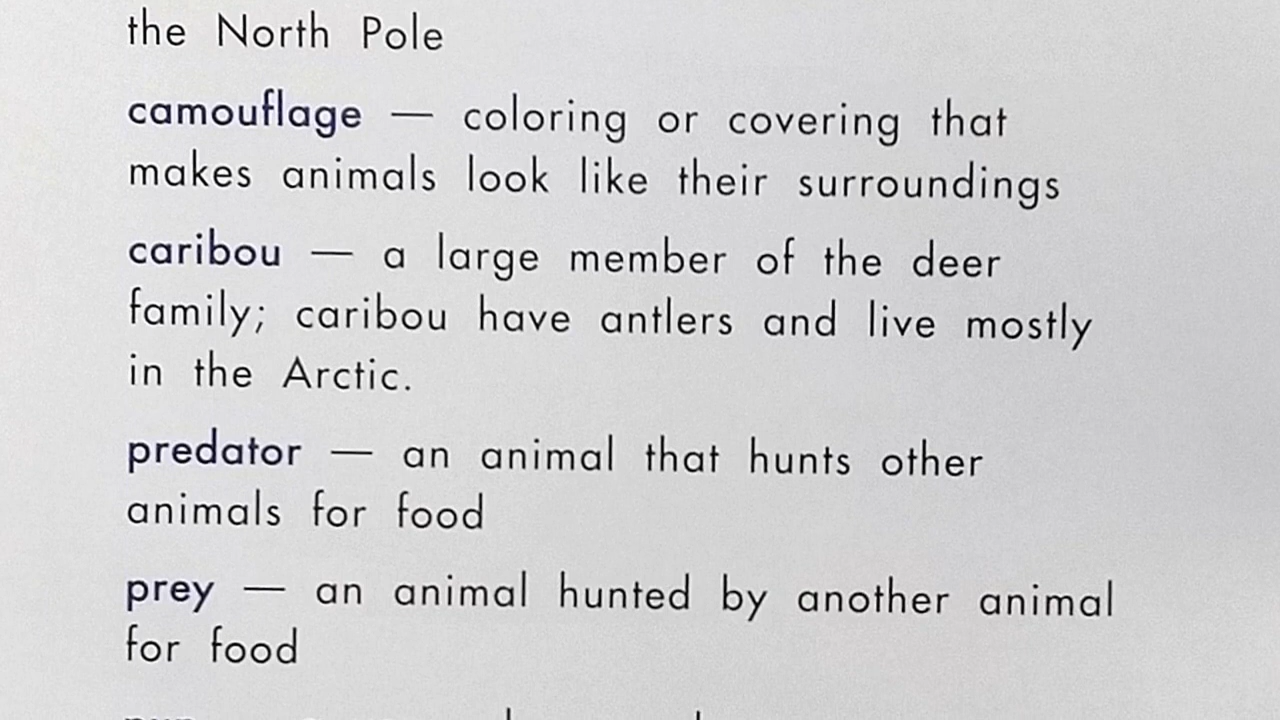 the North Pole
camouflage — coloring or covering that
makes animals look like their surroundings
caribou — a large member of the deer
family; caribou have antlers and live mostly
in the Arctic.
predator — an animal that hunts other
animals for food
prey — an animal hunted by another animal
for food